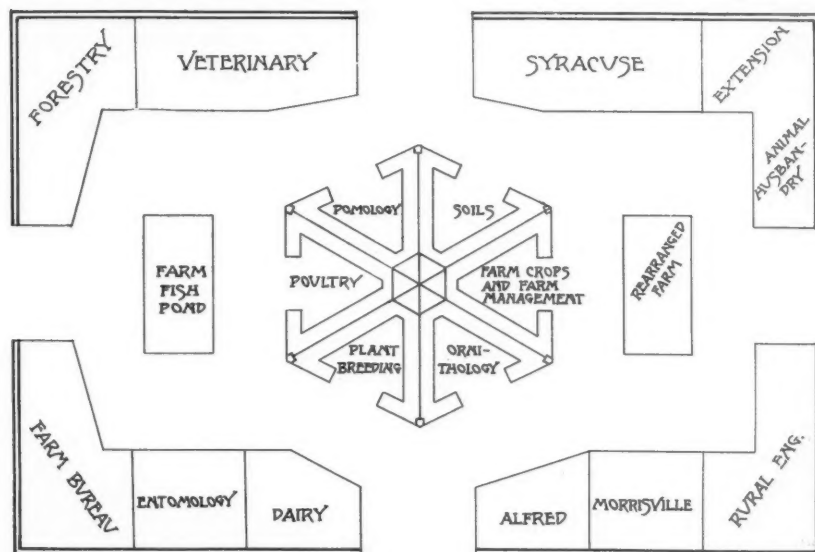 FORESTRY
VETERINARY
SYRACUSE
EXTENSION
ANIMAL
HUSBAN-
DRY
POMOLOGY
SOILS
FARM
FISH
POND
POULTRY
FARM CROPS
AND FARM
MANAGEMENT
REARRANGED
FARM
PLANT
BREEDING
ORNI-
THOLOGY
FARM BUREAU
ENTOMOLOGY
DAIRY
ALFRED
MORRISVILLE
RURAL ENG.